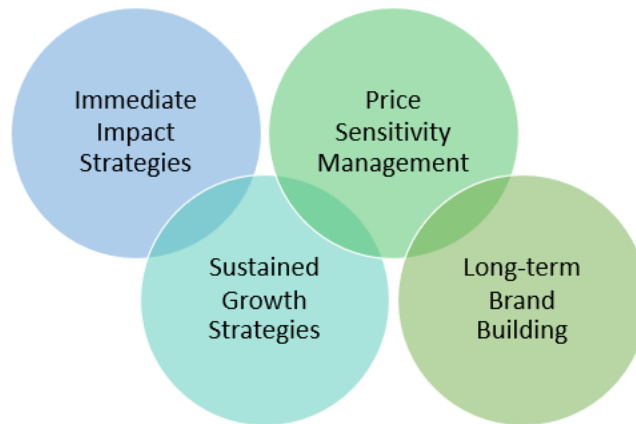 Immediate
Impact
Strategies
Price
Sensitivity
Management
Sustained
Growth
Strategies
Long-term
Brand
Building